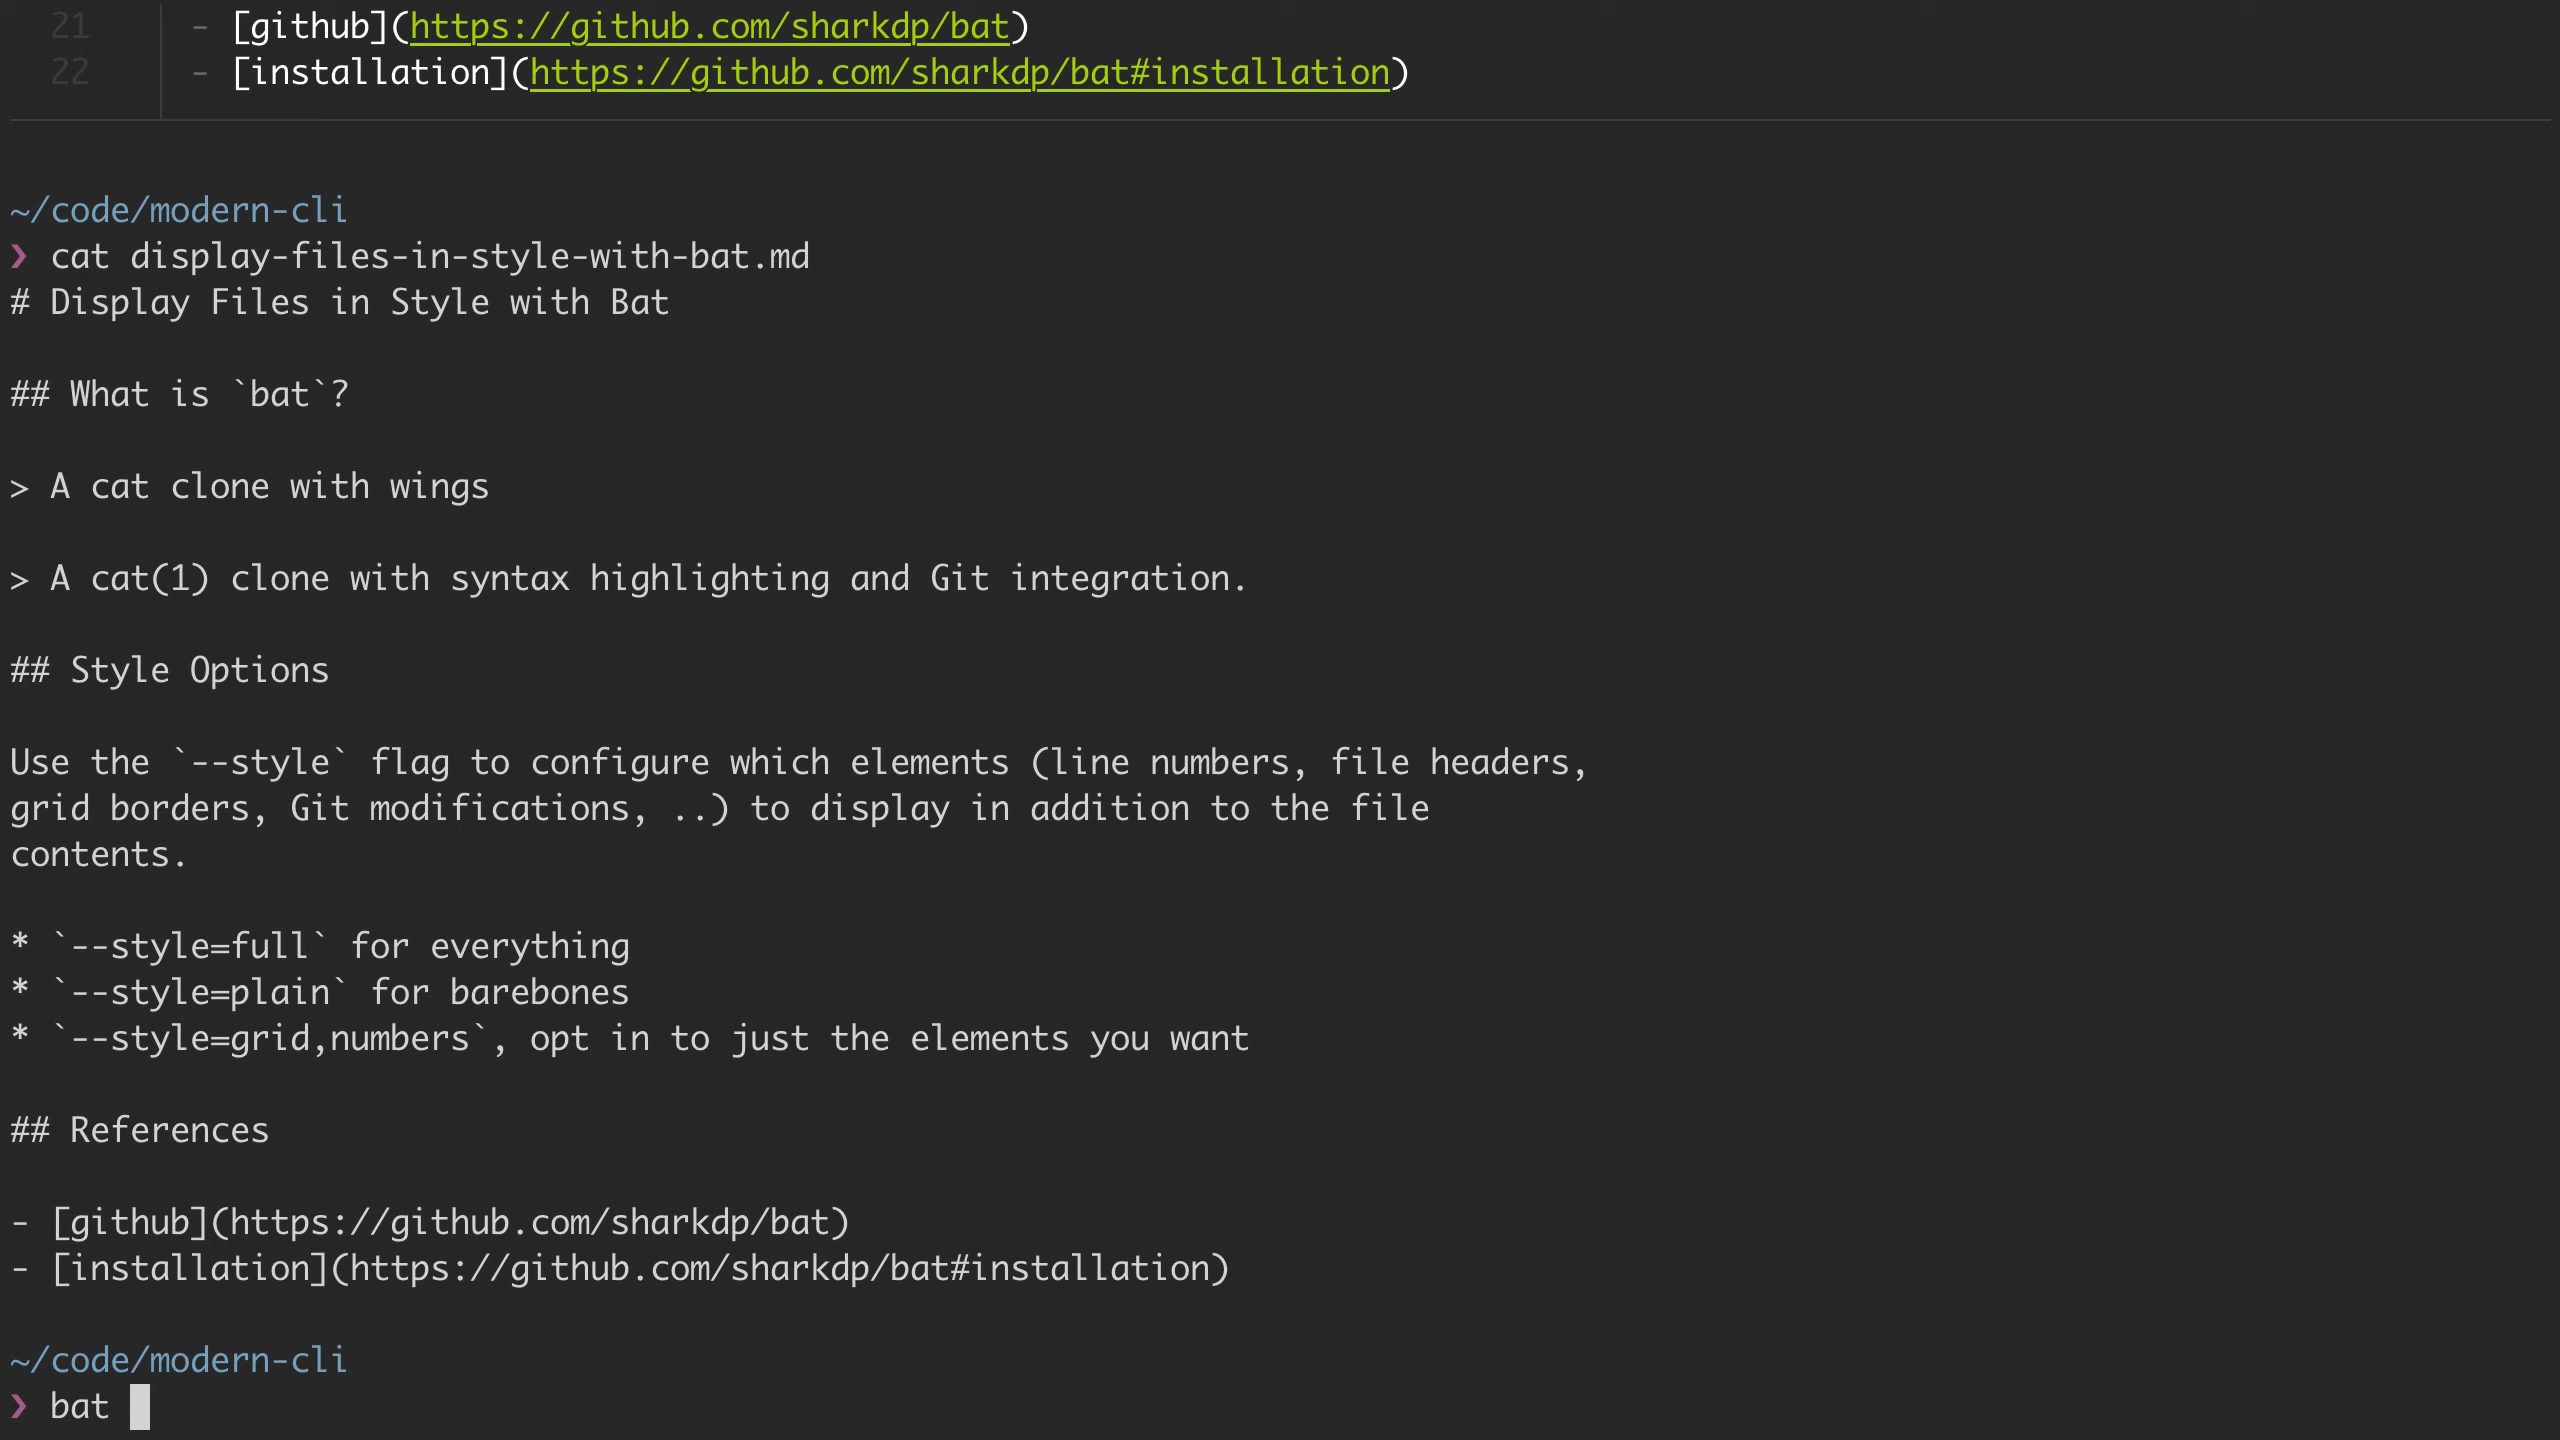 21 - [github](https://github.com/sharkdp/bat)
22 - [installation](https://github.com/sharkdp/bat#installation)
~/code/modern-cli
❯ cat display-files-in-style-with-bat.md
# Display Files in Style with Bat
## What is `bat`?
> A cat clone with wings
> A cat(1) clone with syntax highlighting and Git integration.
## Style Options
Use the `--style` flag to configure which elements (line numbers, file headers,
grid borders, Git modifications, ..) to display in addition to the file
contents.
* `--style=full` for everything
* `--style=plain` for barebones
* `--style=grid,numbers`, opt in to just the elements you want
## References
- [github](https://github.com/sharkdp/bat)
- [installation](https://github.com/sharkdp/bat#installation)
~/code/modern-cli
❯ bat